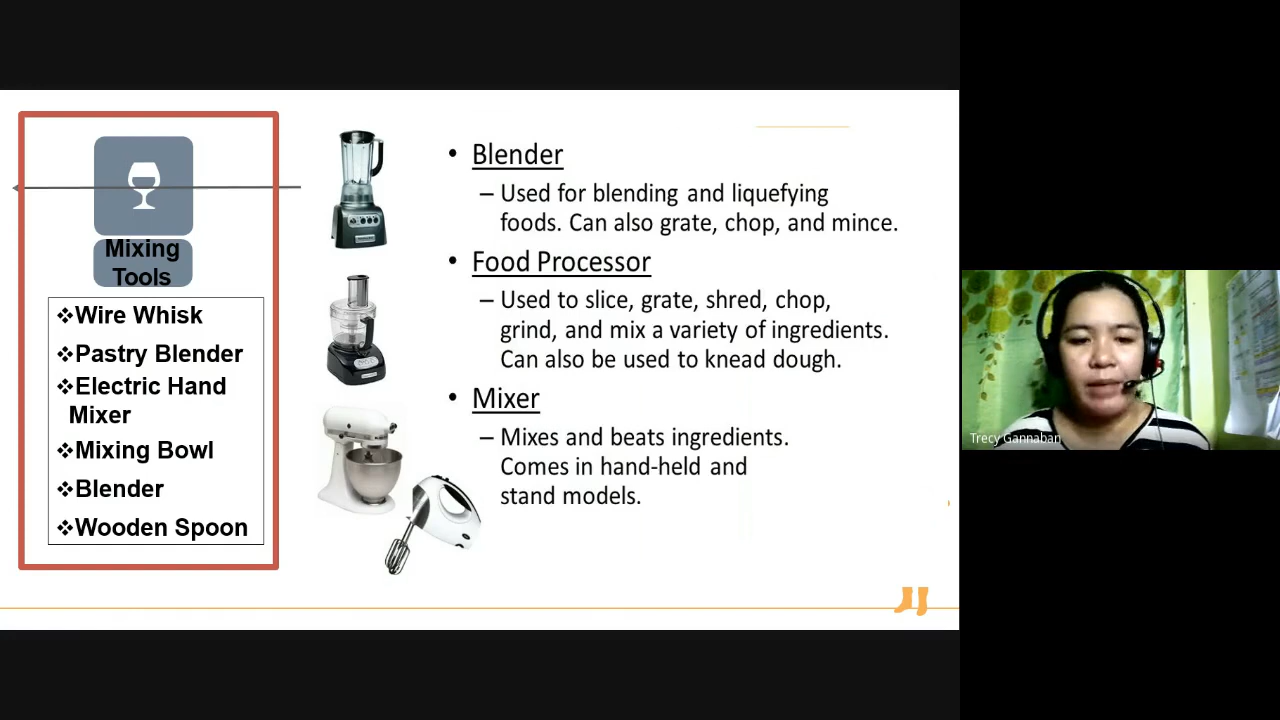 Mixing
Tools
❖Wire Whisk
❖Pastry Blender
❖Electric Hand
Mixer
❖Mixing Bowl
❖Blender
❖Wooden Spoon
• Blender
– Used for blending and liquefying
foods. Can also grate, chop, and mince.
• Food Processor
– Used to slice, grate, shred, chop,
grind, and mix a variety of ingredients.
Can also be used to knead dough.
• Mixer
– Mixes and beats ingredients.
Comes in hand-held and
stand models.
Trecy Gannaban